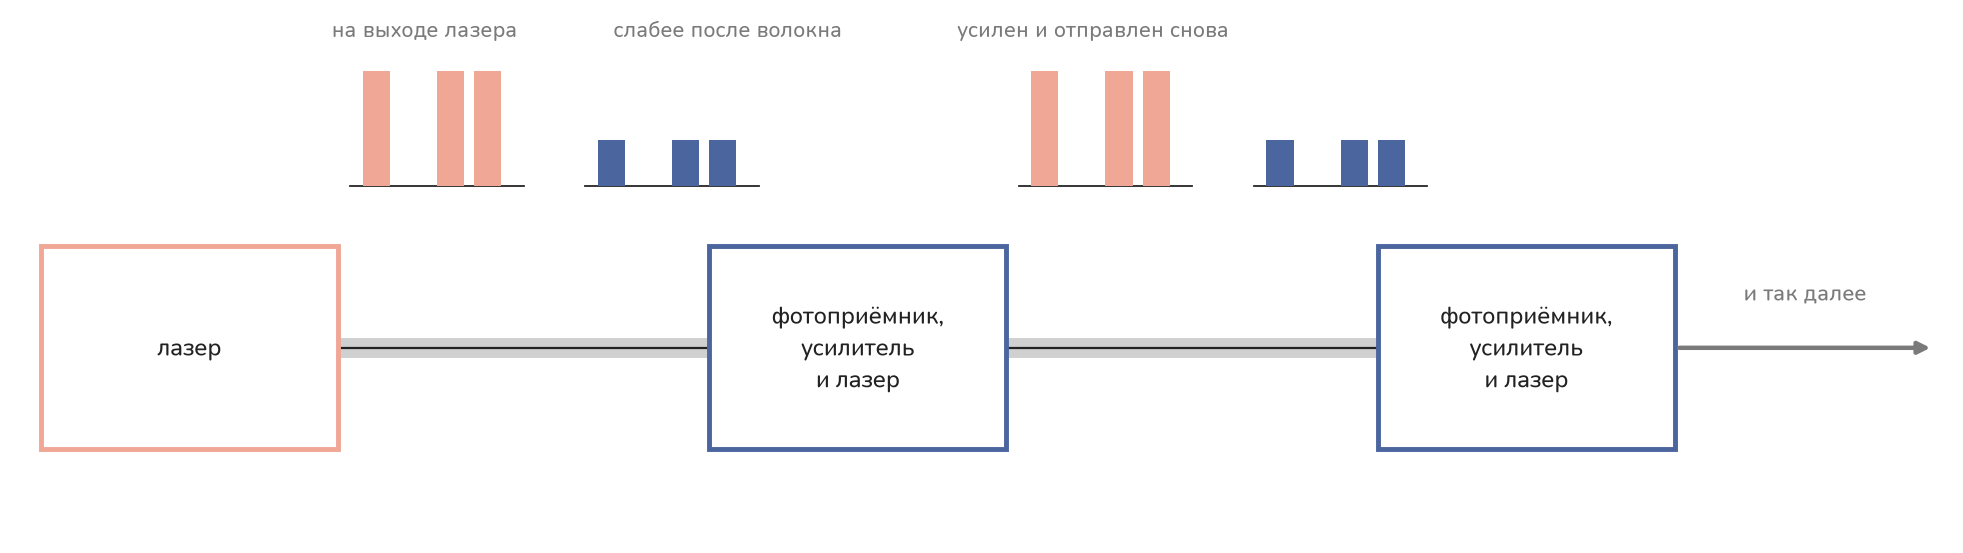 на выходе лазера
слабее после волокна
усилен и отправлен снова
лазер
фотоприёмник,
усилитель
и лазер
фотоприёмник,
усилитель
и лазер
и так далее